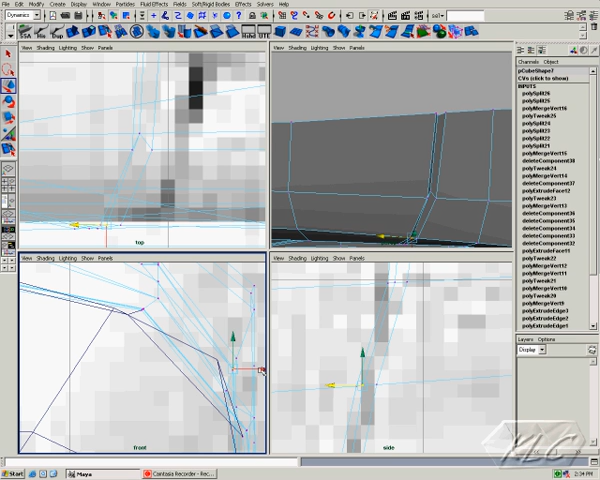 File Edit Modify Create Display Window Particles Fluid Effects Fields Soft/Rigid Bodies Effects Solvers Help
Dynamics
sel
View Shading Lighting Show Panels
View Shading Lighting Show Panels
top
View Shading Lighting Show Panels
View Shading Lighting Show Panels
front
side
Channels Object
pCubeShape7
CVs (click to show)
INPUTS
polySplit26
polySplit25
polyMergeVert16
polyTweak25
polySplit24
polySplit23
polySplit22
polySplit21
polyMergeVert15
deleteComponent38
polyTweak24
polyMergeVert14
deleteComponent37
polyExtrudeFace12
polyTweak23
polyMergeVert13
deleteComponent36
deleteComponent35
deleteComponent34
deleteComponent33
deleteComponent32
polyExtrudeFace11
polyTweak22
polyMergeVert12
polyMergeVert11
polyTweak21
polyMergeVert10
polyTweak20
polyMergeVert9
polyExtrudeEdge3
polyExtrudeEdge2
polyExtrudeEdge1
Layers Options
Display
Start
Maya
Camtasia Recorder - Rec...
2:34 PM